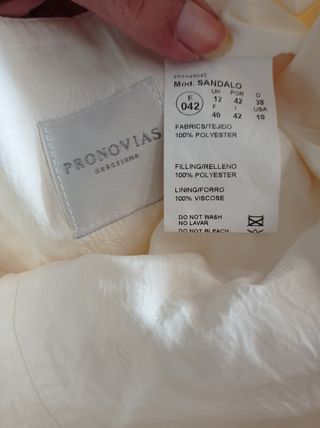 PRONOVIAS
BARCELONA
Mod. SANDALO
E UK POR D
042 12 42 38
F I USA
40 42 10
FABRICS/TEJIDO
100% POLYESTER
FILLING/RELLENO
100% POLYESTER
LINING/FORRO
100% VISCOSE
DO NOT WASH
NO LAVAR
DO NOT BLEACH